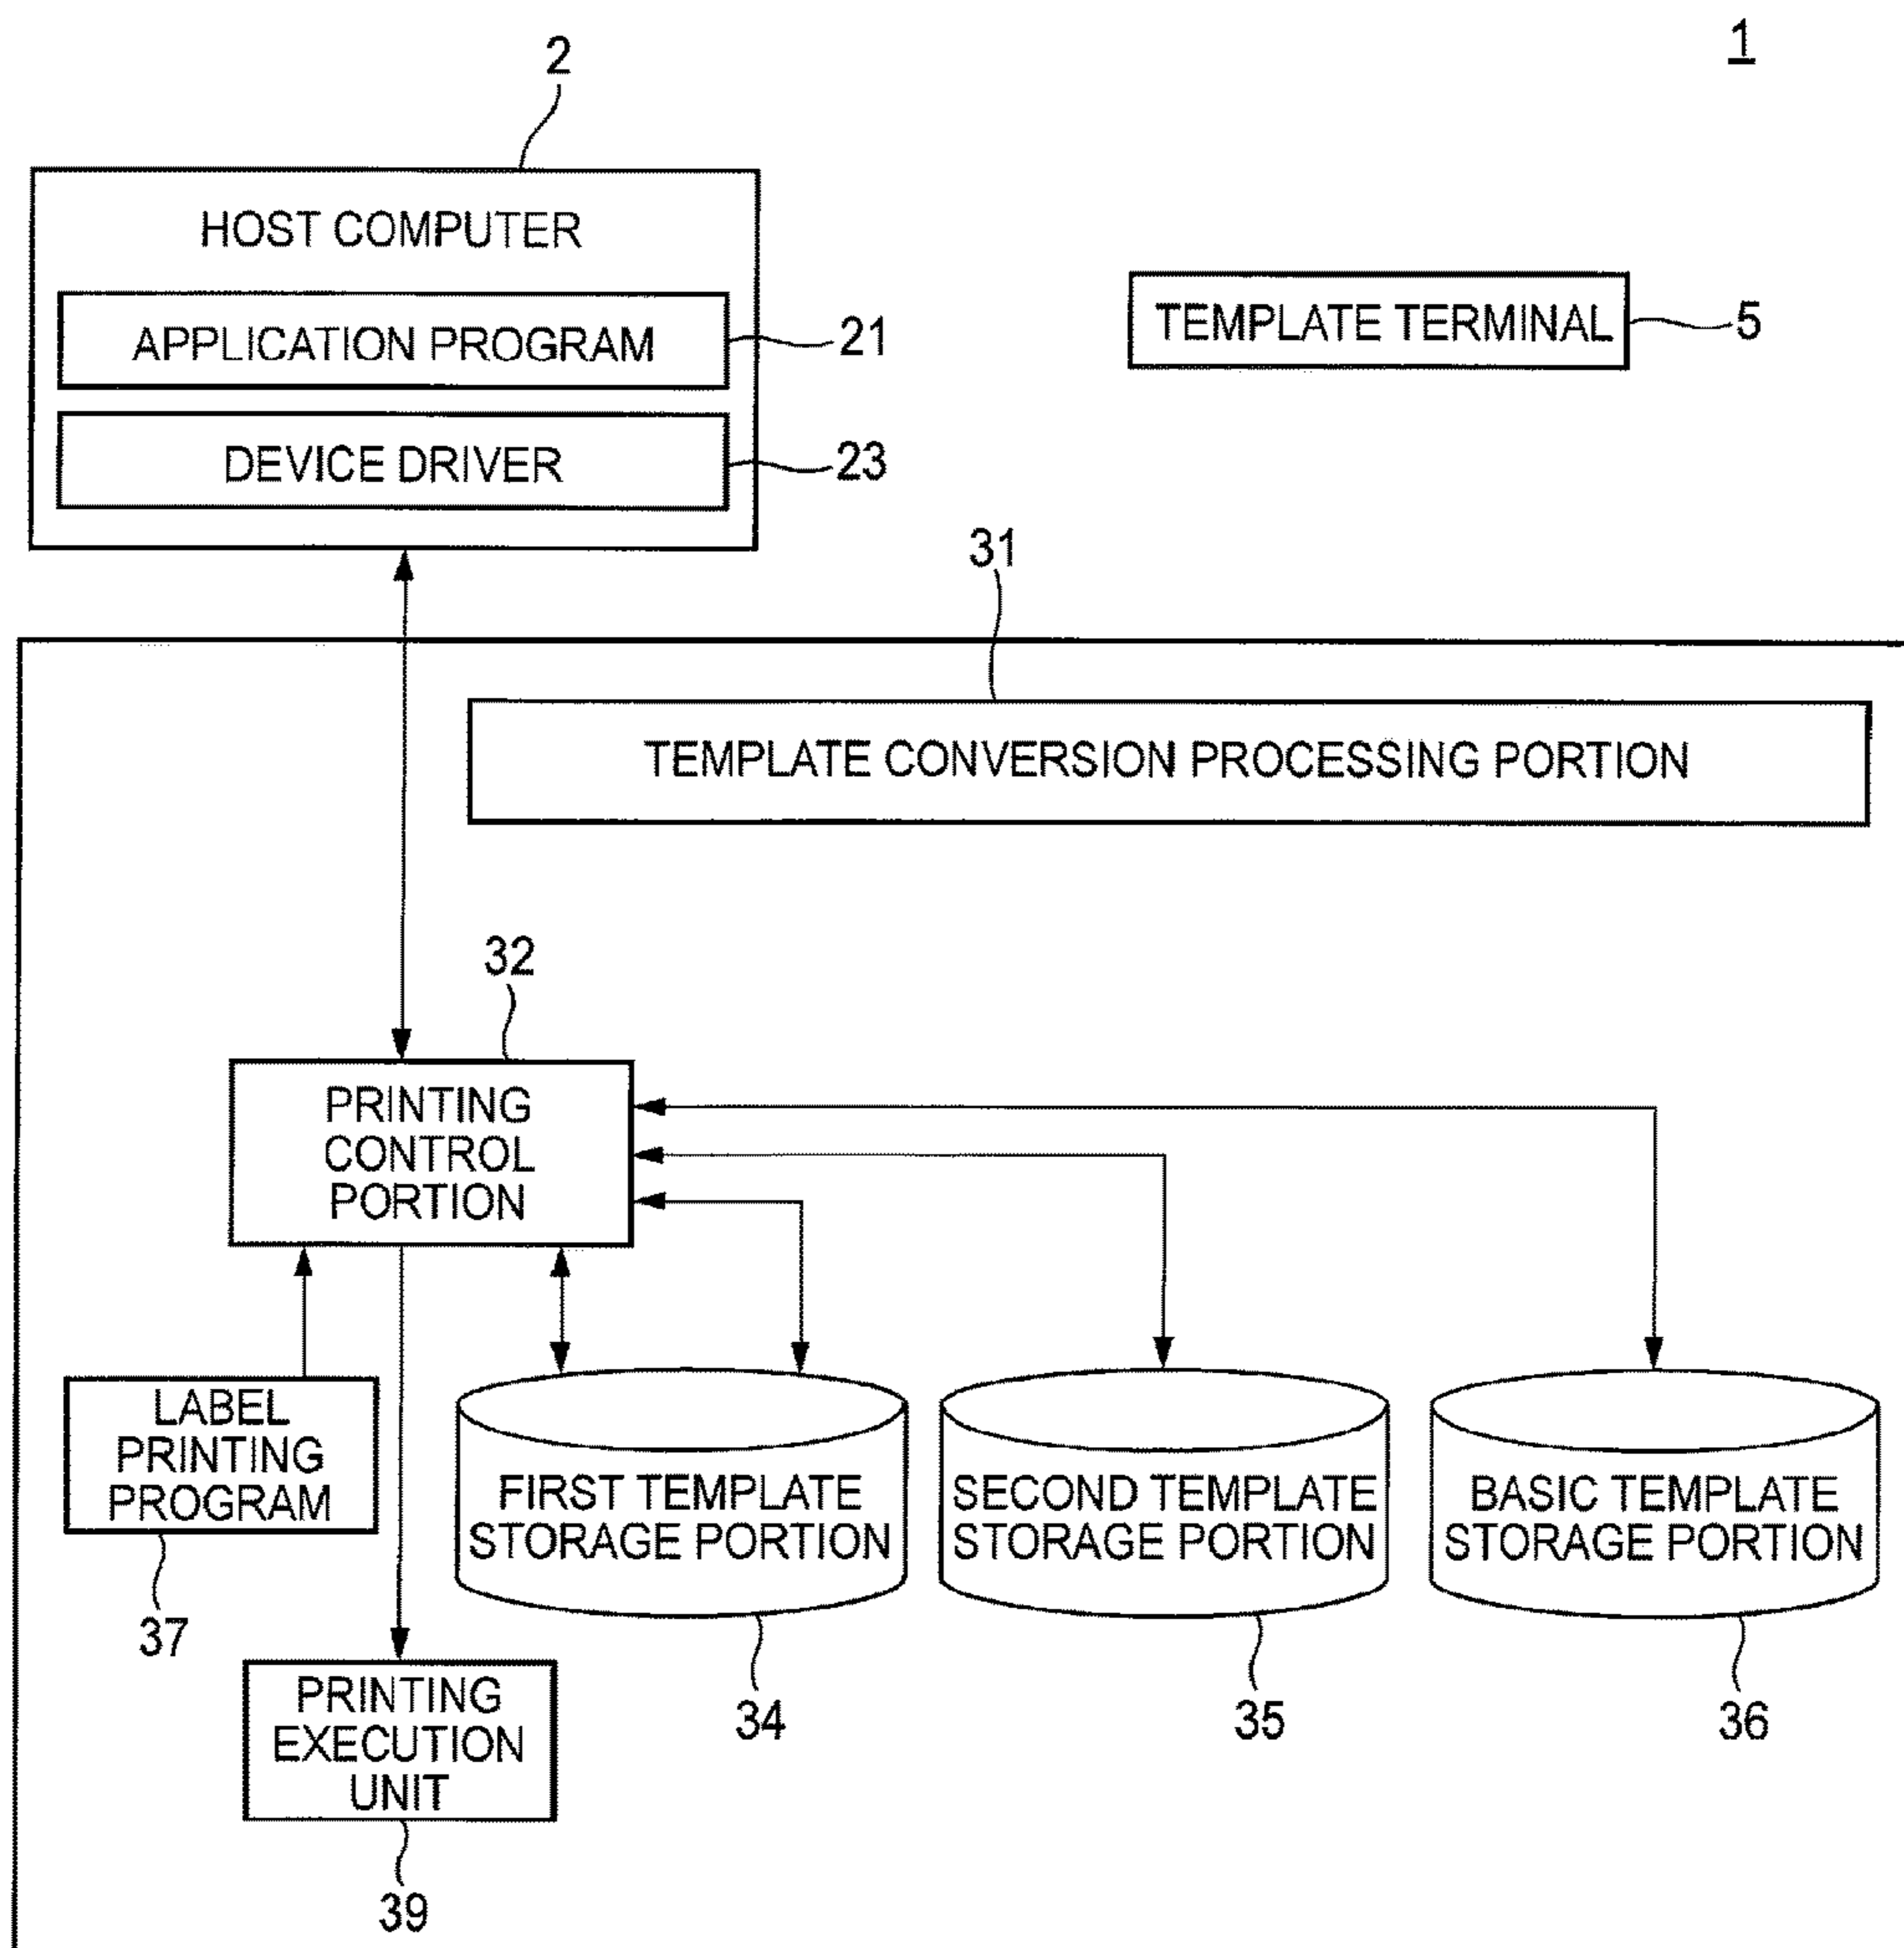 1
2
HOST COMPUTER
APPLICATION PROGRAM
21
DEVICE DRIVER
23
TEMPLATE TERMINAL
5
31
TEMPLATE CONVERSION PROCESSING PORTION
32
PRINTING
CONTROL
PORTION
LABEL
PRINTING
PROGRAM
37
FIRST TEMPLATE
STORAGE PORTION
34
SECOND TEMPLATE
STORAGE PORTION
35
BASIC TEMPLATE
STORAGE PORTION
36
PRINTING
EXECUTION
UNIT
39